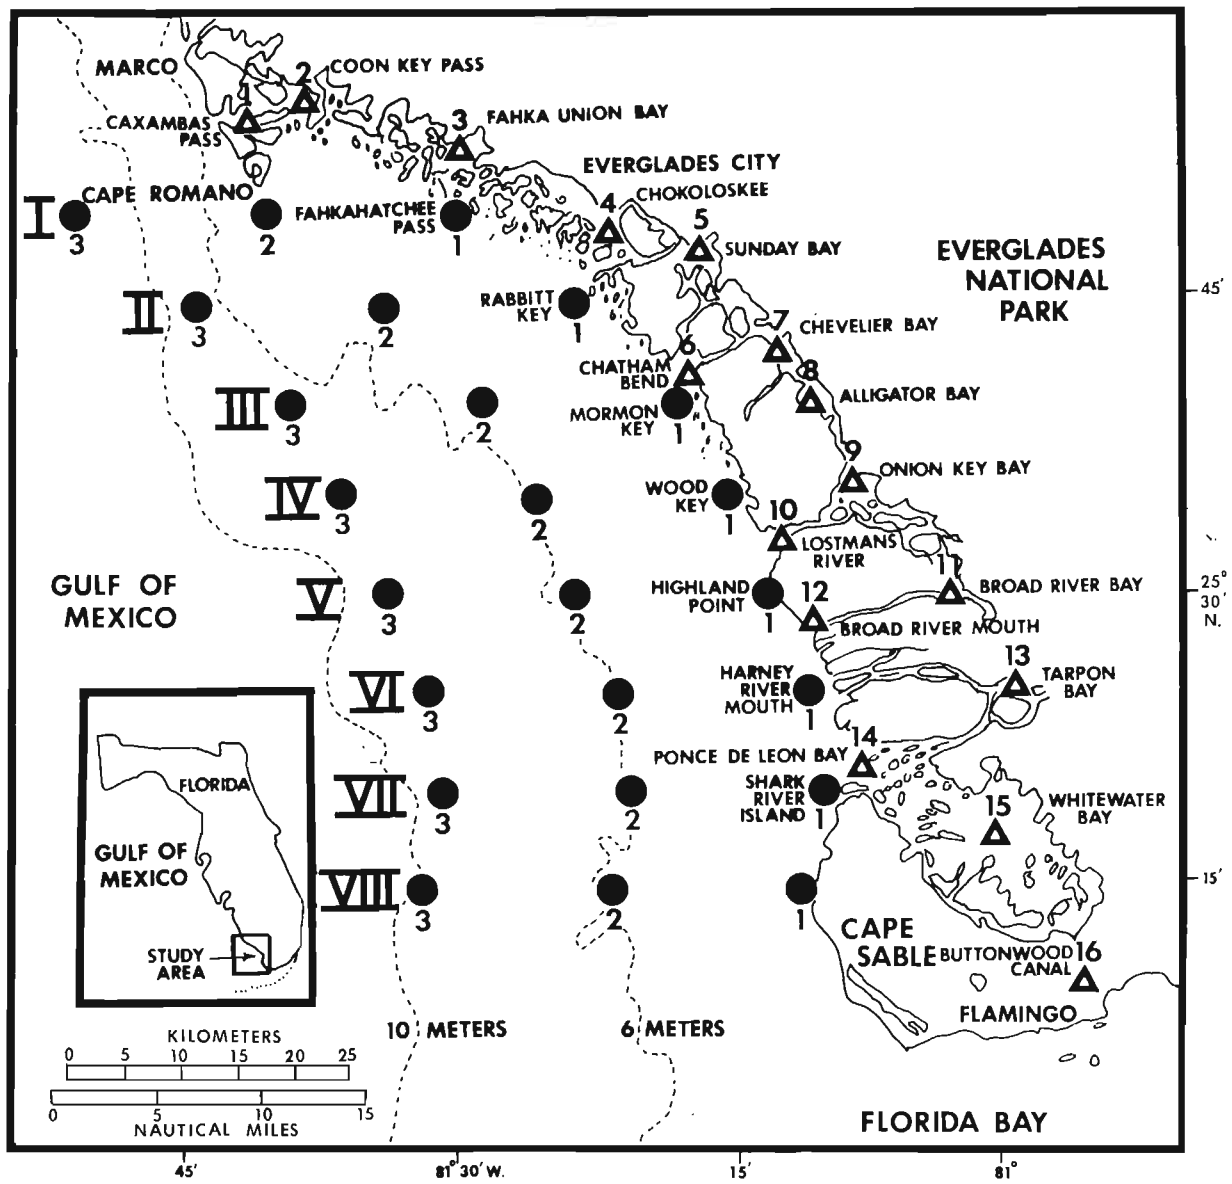 MARCO
2
COON KEY PASS
1
CAXAMBAS
PASS
3
FAHKA UNION BAY
EVERGLADES CITY
CHOKOLOSKEE
4
5
SUNDAY BAY
CAPE ROMANO
I
3
2
FAHKAHATCHEE
PASS
1
EVERGLADES
NATIONAL
PARK
45'
II
3
2
RABBITT
KEY
1
7
CHEVELIER BAY
6
CHATHAM
BEND
8
ALLIGATOR BAY
III
3
2
MORMON
KEY
1
9
ONION KEY BAY
IV
3
2
WOOD
KEY
1
10
LOSTMANS
RIVER
GULF OF
MEXICO
V
3
2
HIGHLAND
POINT
1
11
BROAD RIVER BAY
25°
30'
N.
12
BROAD RIVER MOUTH
VI
3
2
HARNEY
RIVER
MOUTH
1
13
TARPON
BAY
14
PONCE DE LEON BAY
VII
3
2
SHARK
RIVER
ISLAND
1
15
WHITEWATER
BAY
VIII
3
2
1
15'
CAPE
SABLE
BUTTONWOOD
CANAL
16
FLAMINGO
FLORIDA
GULF OF
MEXICO
STUDY
AREA
10 METERS
6 METERS
KILOMETERS
0 5 10 15 20 25
0 5 10 15
NAUTICAL MILES
FLORIDA BAY
45'
81° 30' W.
15'
81°